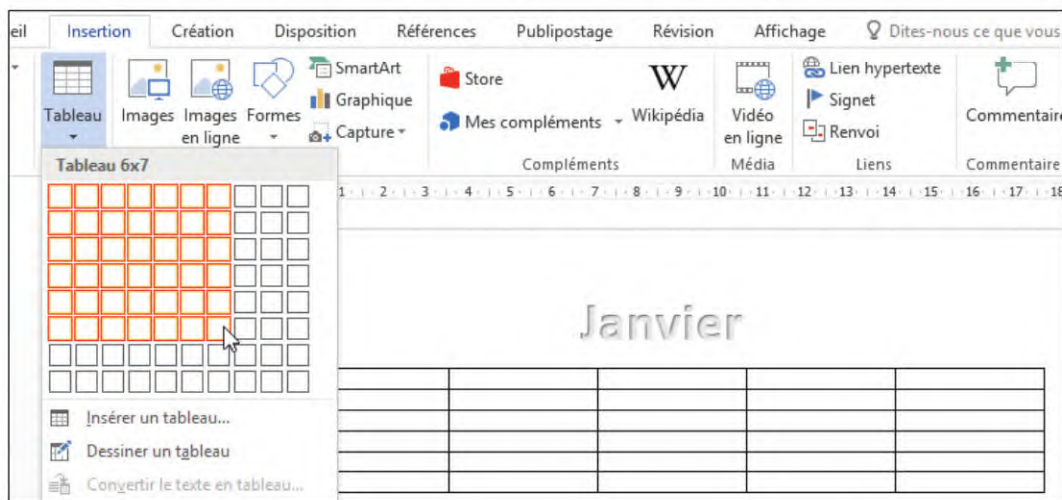 eil Insertion Création Disposition Références Publipostage Révision Affichage Dites-nous ce que vous
Tableau
Images
Images en ligne
Formes
SmartArt
Graphique
Capture
Store
Mes compléments
W
Wikipédia
Vidéo en ligne
Lien hypertexte
Signet
Renvoi
Commentaire
Compléments Média Liens Commentaire
Tableau 6x7
1 2 3 4 5 6 7 8 9 10 11 12 13 14 15 16 17 18
Janvier
Insérer un tableau...
Dessiner un tableau
Convertir le texte en tableau...